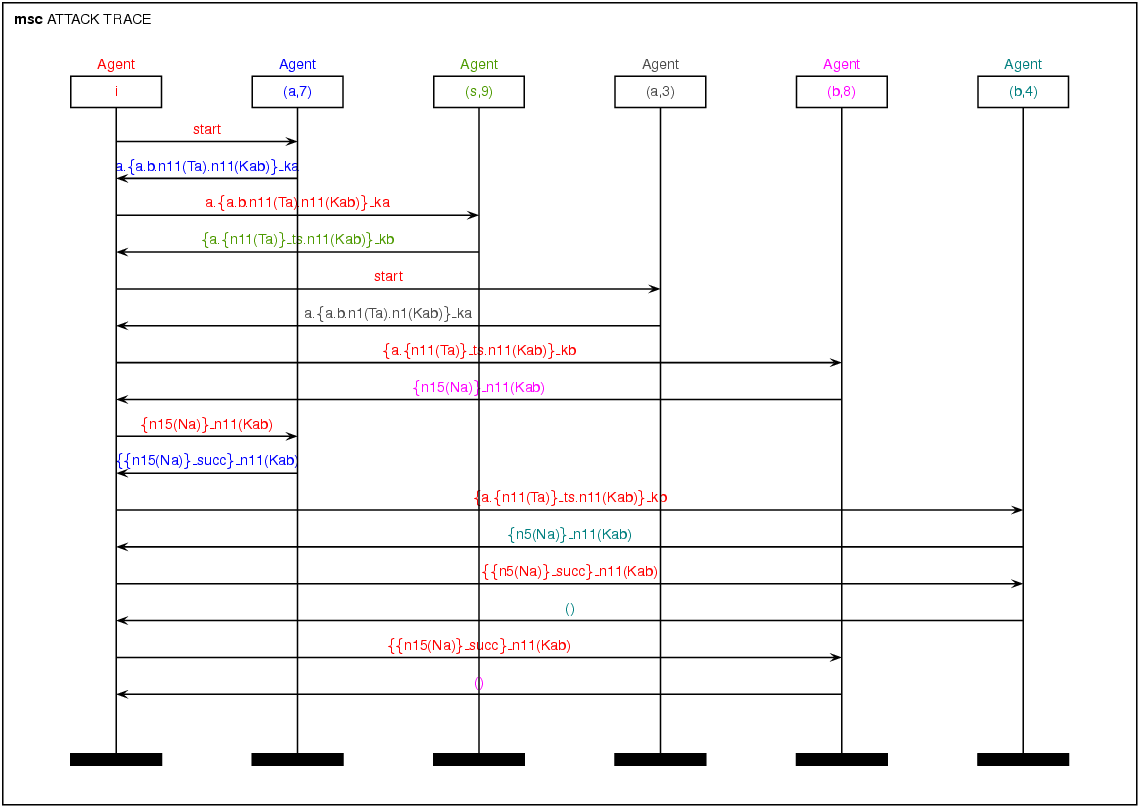 msc ATTACK TRACE
Agent Agent Agent Agent Agent Agent
i (a,7) (s,9) (a,3) (b,8) (b,4)
start
a.{a.b.n11(Ta).n11(Kab)}_ka
a.{a.b.n11(Ta).n11(Kab)}_ka
{a.{n11(Ta)}_ts.n11(Kab)}_kb
start
a.{a.b.n1(Ta).n1(Kab)}_ka
{a.{n11(Ta)}_ts.n11(Kab)}_kb
{n15(Na)}_n11(Kab)
{n15(Na)}_n11(Kab)
{{n15(Na)}_succ}_n11(Kab)
{a.{n11(Ta)}_ts.n11(Kab)}_kb
{n5(Na)}_n11(Kab)
{{n5(Na)}_succ}_n11(Kab)
()
{{n15(Na)}_succ}_n11(Kab)
()